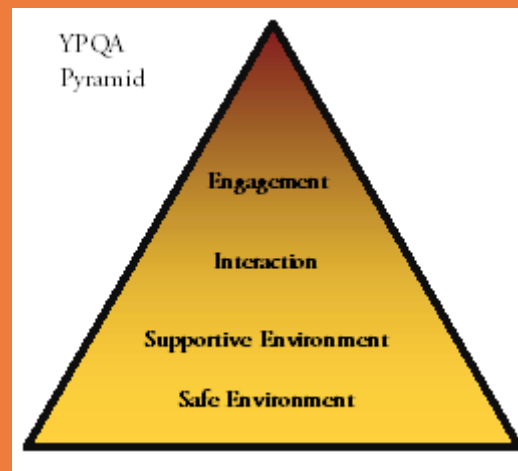 YPQA
Pyramid
Engagement
Interaction
Supportive Environment
Safe Environment